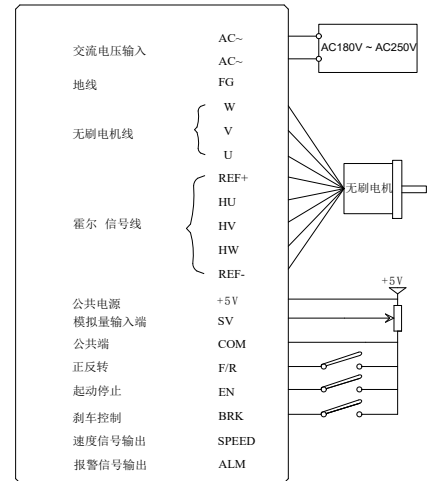 交流电压输入
AC~
AC~
AC180V ~ AC250V
地线 FG
W
无刷电机线 V
U
REF+
HU
无刷电机
霍尔 信号线 HV
HW
REF-
+5V
公共电源 +5V
模拟量输入端 SV
公共端 COM
正反转 F/R
起动停止 EN
刹车控制 BRK
速度信号输出 SPEED
报警信号输出 ALM